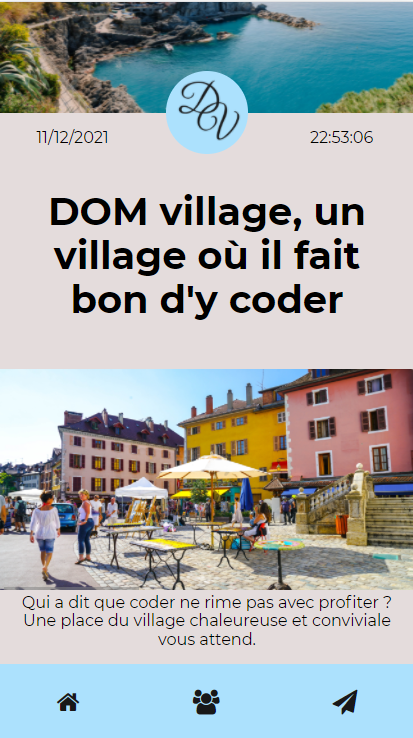 DCV
11/12/2021
22:53:06
DOM village, un
village où il fait
bon d'y coder
Qui a dit que coder ne rime pas avec profiter ?
Une place du village chaleureuse et conviviale
vous attend.